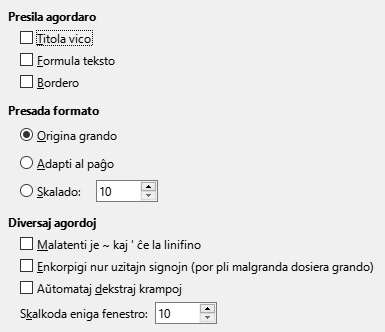 Presila agordaro
Titola vico
Formula teksto
Bordero
Presada formato
Origina grando
Adapti al paĝo
Skalado: 10
Diversaj agordoj
Malatenti je ~ kaj ' ĉe la linifino
Enkorpigi nur uzitajn signojn (por pli malgranda dosiera grando)
Aŭtomataj dekstraj krampoj
Skalkoda eniga fenestro: 10